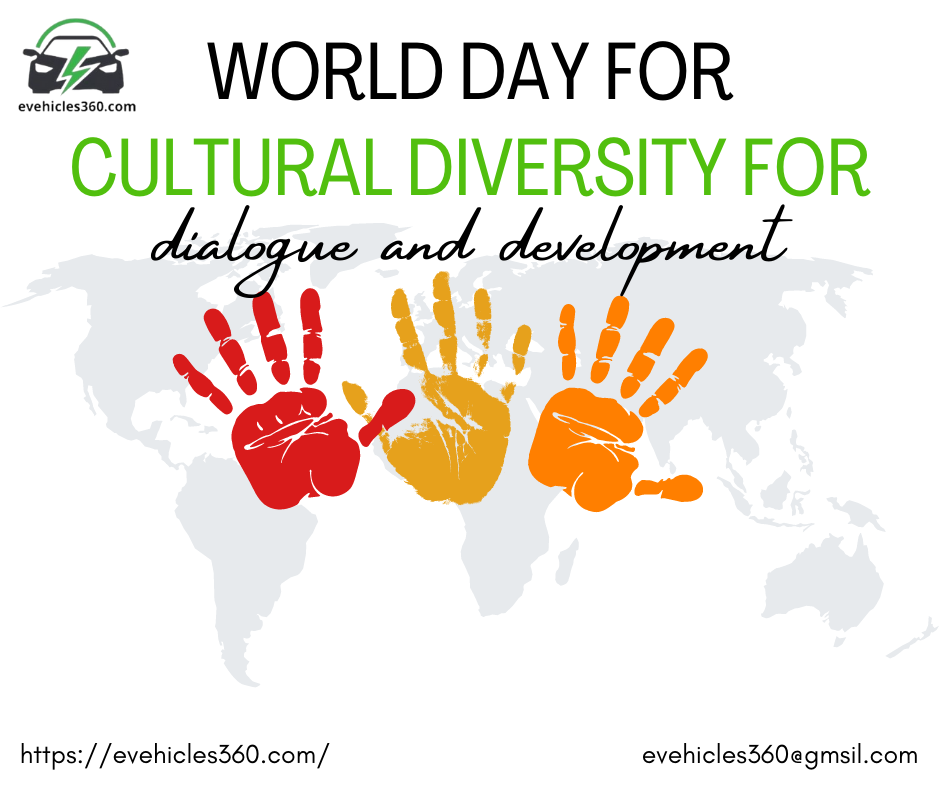 evehicles360.com
WORLD DAY FOR
CULTURAL DIVERSITY FOR
dialogue and development
https://evehicles360.com/
evehicles360@gmsil.com